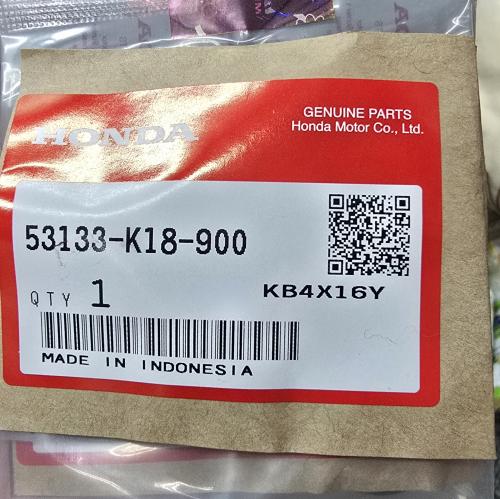 GENUINE PARTS
HONDA
Honda Motor Co., Ltd.
53133-K18-900
QTY 1
KB4X16Y
MADE IN INDONESIA